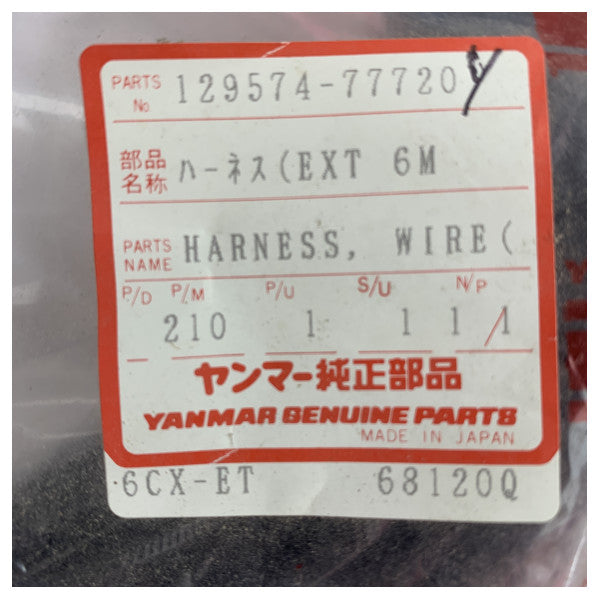 PARTS No. 129574-77720 Y
部品名称 ハーネス(EXT 6M
PARTS NAME HARNESS, WIRE(
P/D P/M P/U S/U N/P
210 1 1 1/1
ヤンマー純正部品
YANMAR GENUINE PARTS
MADE IN JAPAN
6CX-ET 68120Q